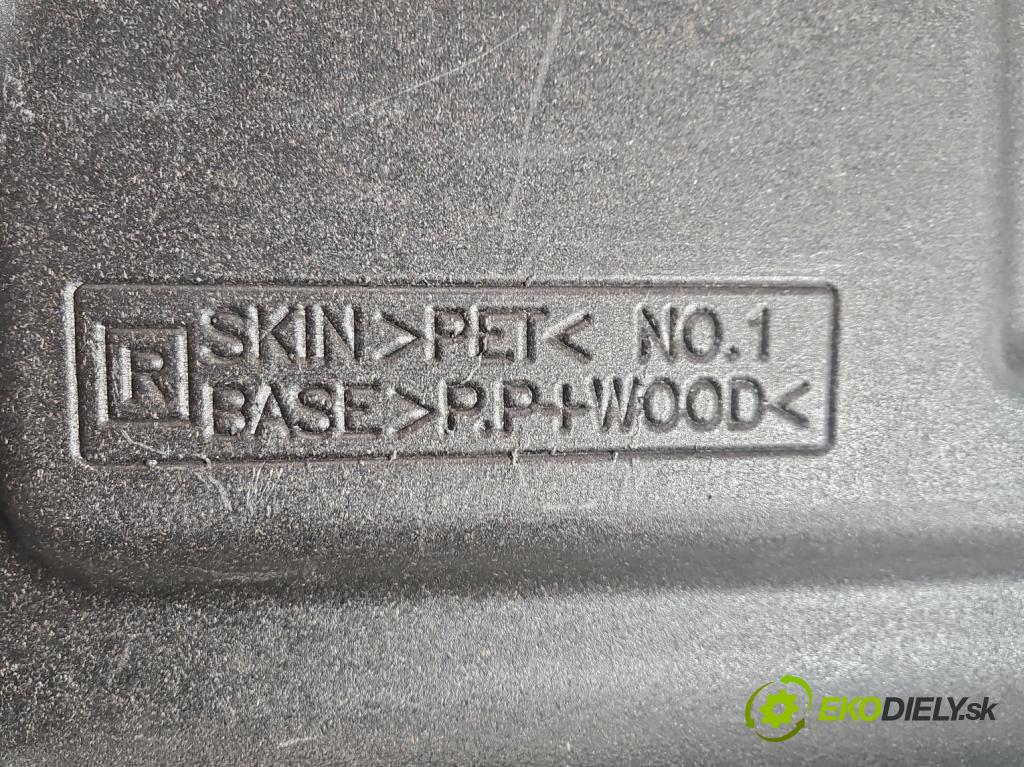 R SKIN >PET< NO.1
BASE >P.P+WOOD<
EKODIELY.sk